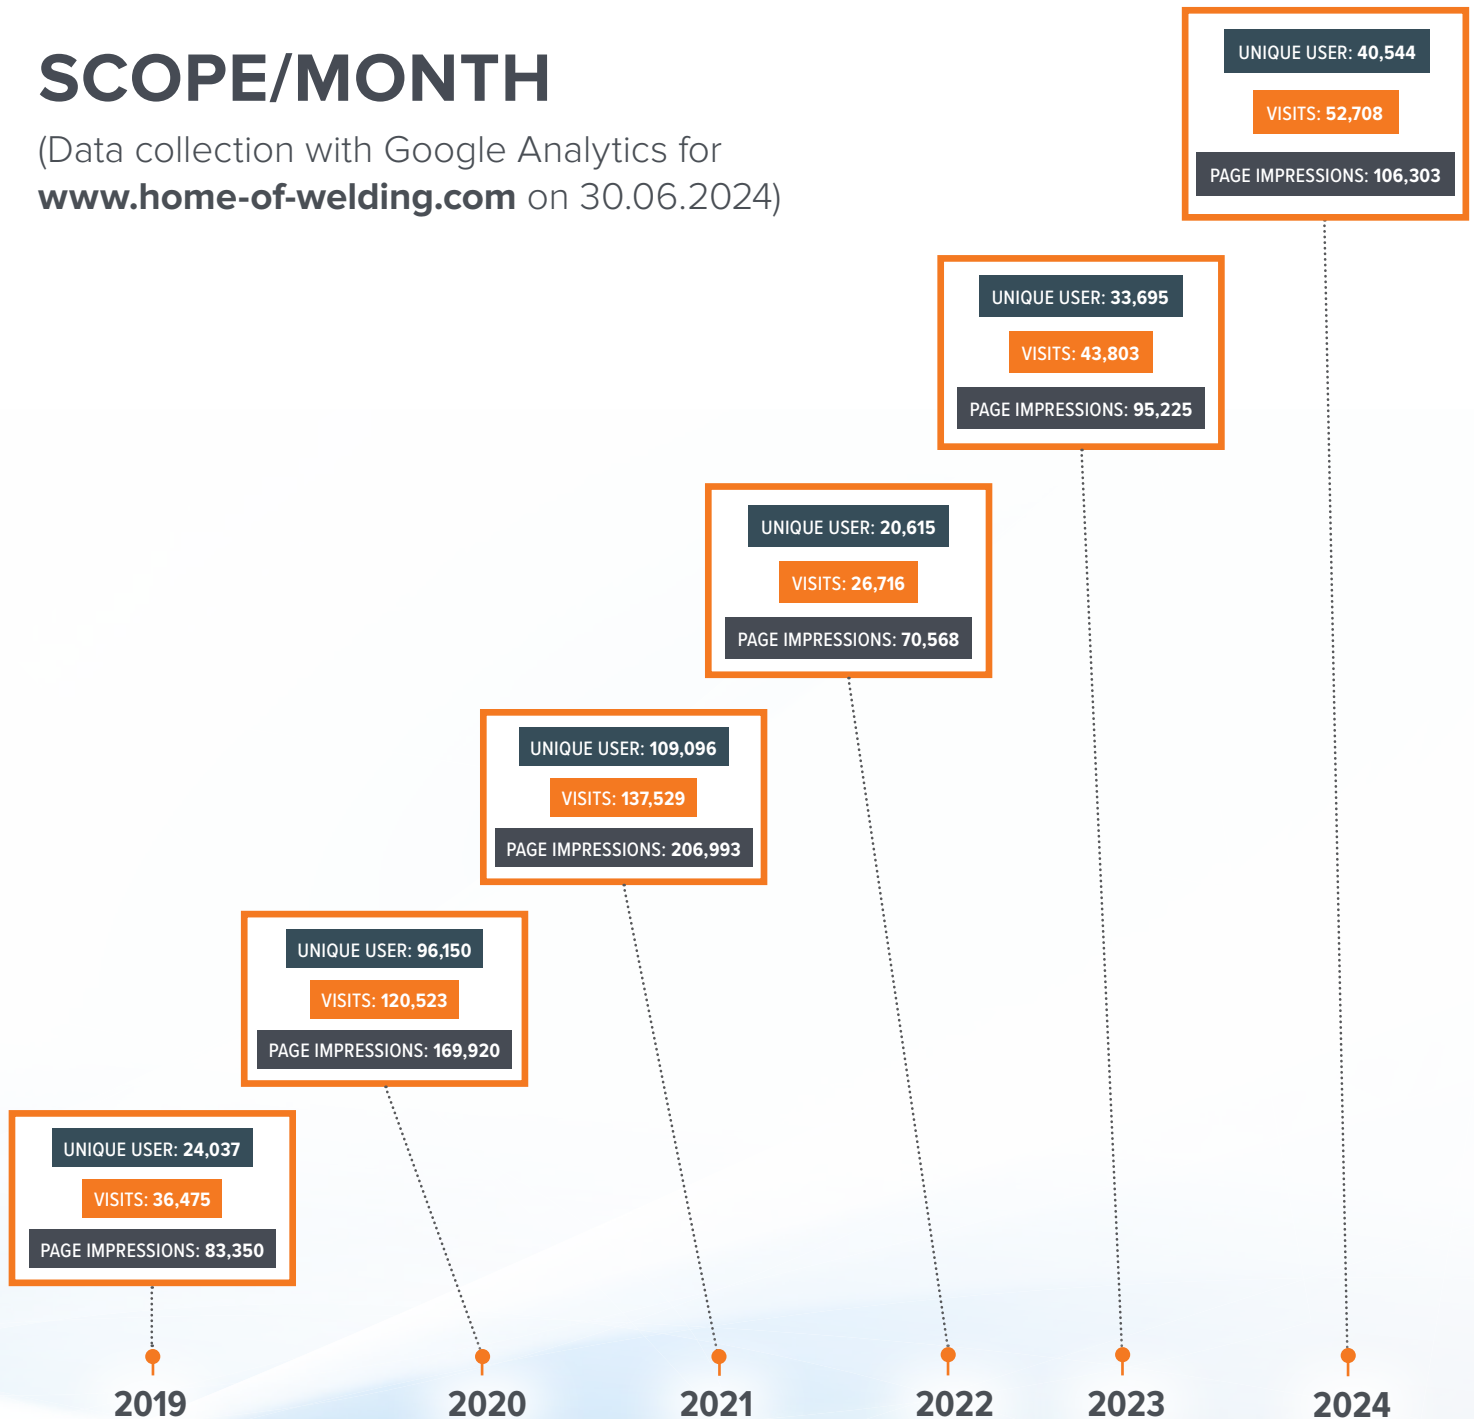 SCOPE/MONTH
(Data collection with Google Analytics for
www.home-of-welding.com on 30.06.2024)
UNIQUE USER: 40,544
VISITS: 52,708
PAGE IMPRESSIONS: 106,303
UNIQUE USER: 33,695
VISITS: 43,803
PAGE IMPRESSIONS: 95,225
UNIQUE USER: 20,615
VISITS: 26,716
PAGE IMPRESSIONS: 70,568
UNIQUE USER: 109,096
VISITS: 137,529
PAGE IMPRESSIONS: 206,993
UNIQUE USER: 96,150
VISITS: 120,523
PAGE IMPRESSIONS: 169,920
UNIQUE USER: 24,037
VISITS: 36,475
PAGE IMPRESSIONS: 83,350
2019 2020 2021 2022 2023 2024